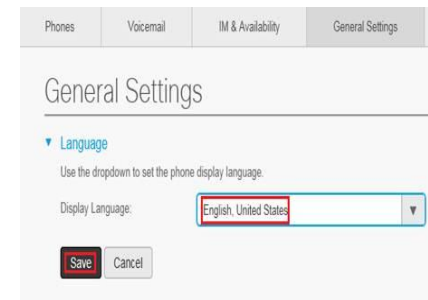 Phones Voicemail IM & Availability General Settings
General Settings
Language
Use the dropdown to set the phone display language.
Display Language: English, United States
Save Cancel